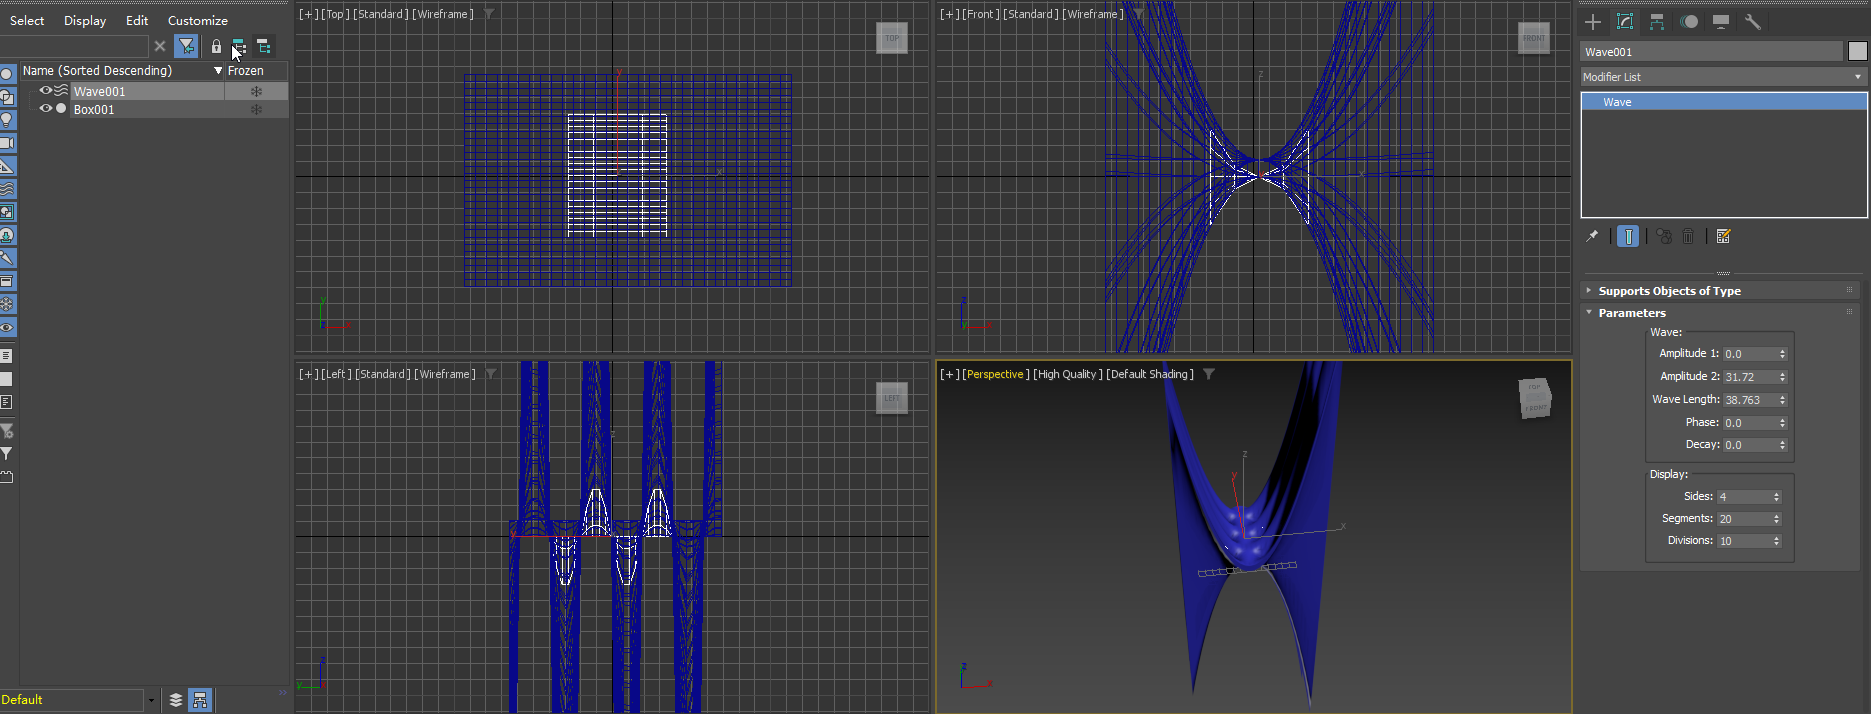 Select Display Edit Customize
Name (Sorted Descending) Frozen
Wave001
Box001
Default
[+] [Top] [Standard] [Wireframe]
TOP
y
x
[+] [Front] [Standard] [Wireframe]
FRONT
z
x
[+] [Left] [Standard] [Wireframe]
LEFT
z
y
[+] [Perspective] [High Quality] [Default Shading]
TOP
FRONT
z
y
x
Wave001
Modifier List
Wave
Supports Objects of Type
Parameters
Wave:
Amplitude 1: 0.0
Amplitude 2: 31.72
Wave Length: 38.763
Phase: 0.0
Decay: 0.0
Display:
Sides: 4
Segments: 20
Divisions: 10